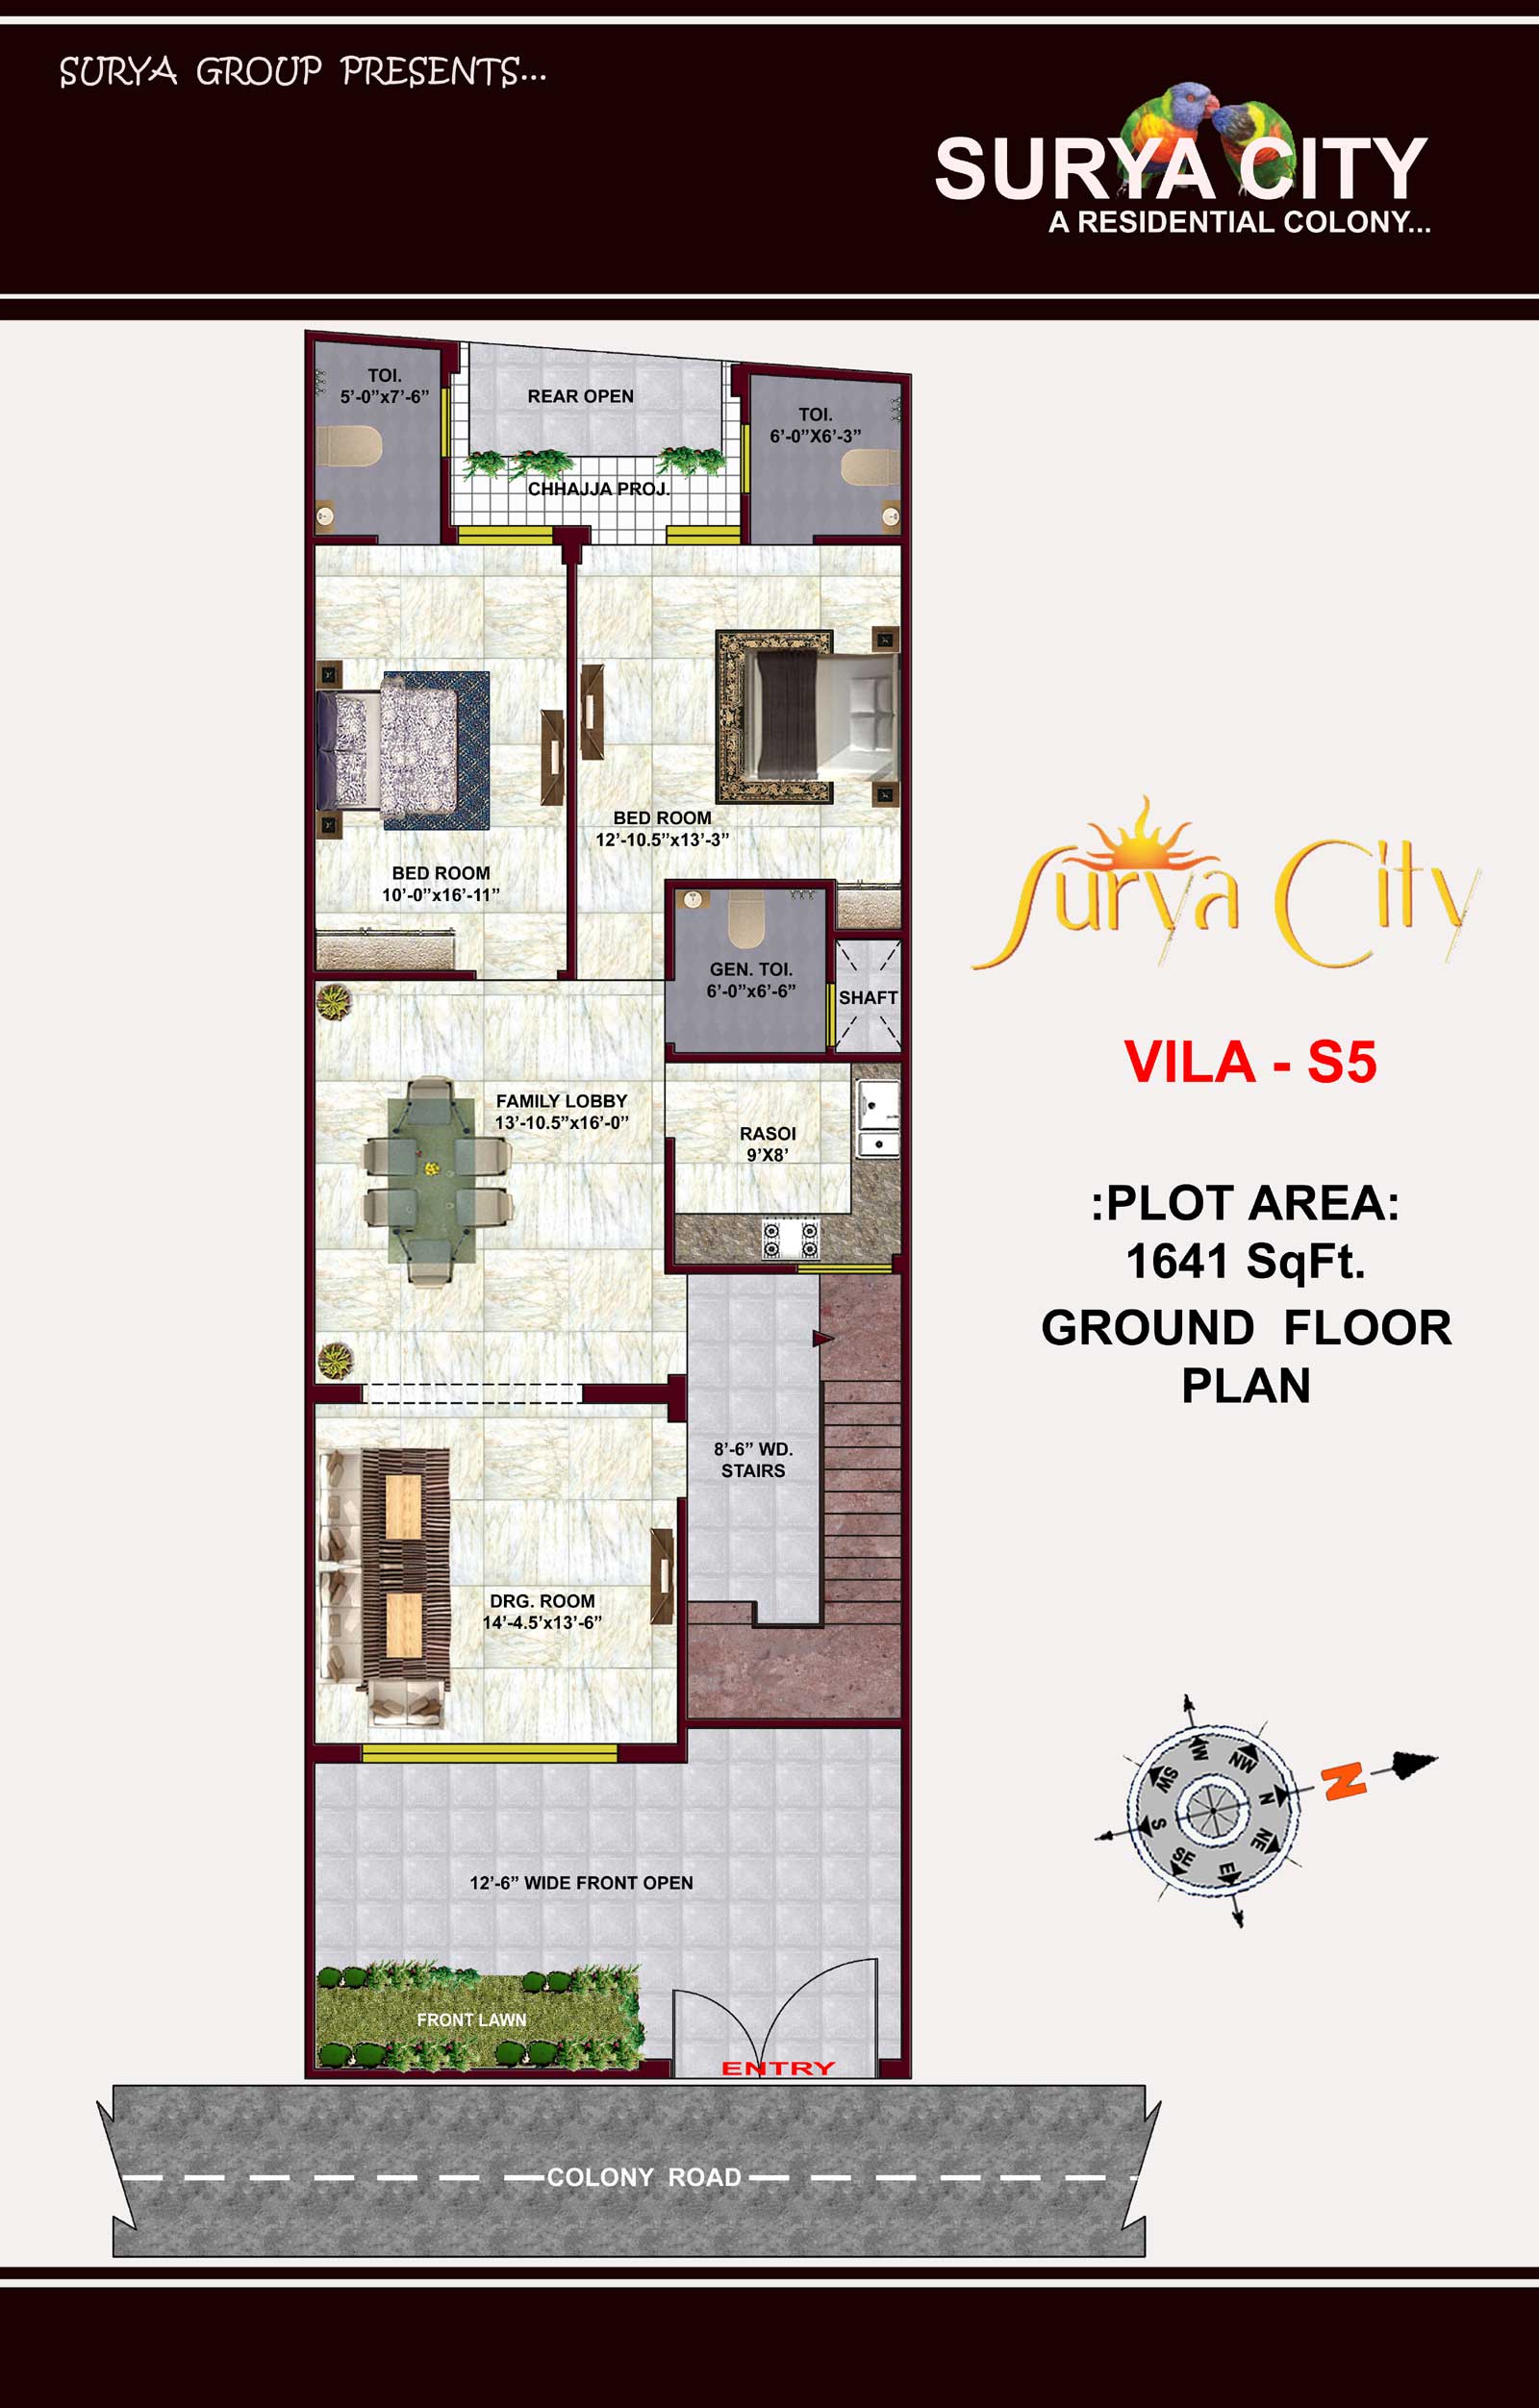 SURYA GROUP PRESENTS...
SURYA CITY
A RESIDENTIAL COLONY...
TOI.
5’-0”x7’-6”
REAR OPEN
TOI.
6’-0”X6’-3”
CHHAJJA PROJ.
BED ROOM
12’-10.5”x13’-3”
BED ROOM
10’-0”x16’-11”
Surya City
GEN. TOI.
6’-0”x6’-6”
SHAFT
VILA - S5
FAMILY LOBBY
13’-10.5”x16’-0”
RASOI
9’X8’
:PLOT AREA:
1641 SqFt.
GROUND FLOOR
PLAN
8’-6” WD.
STAIRS
DRG. ROOM
14’-4.5’x13’-6”
W
NW
N
NE
E
SE
S
SW
N
12’-6” WIDE FRONT OPEN
FRONT LAWN
ENTRY
COLONY ROAD